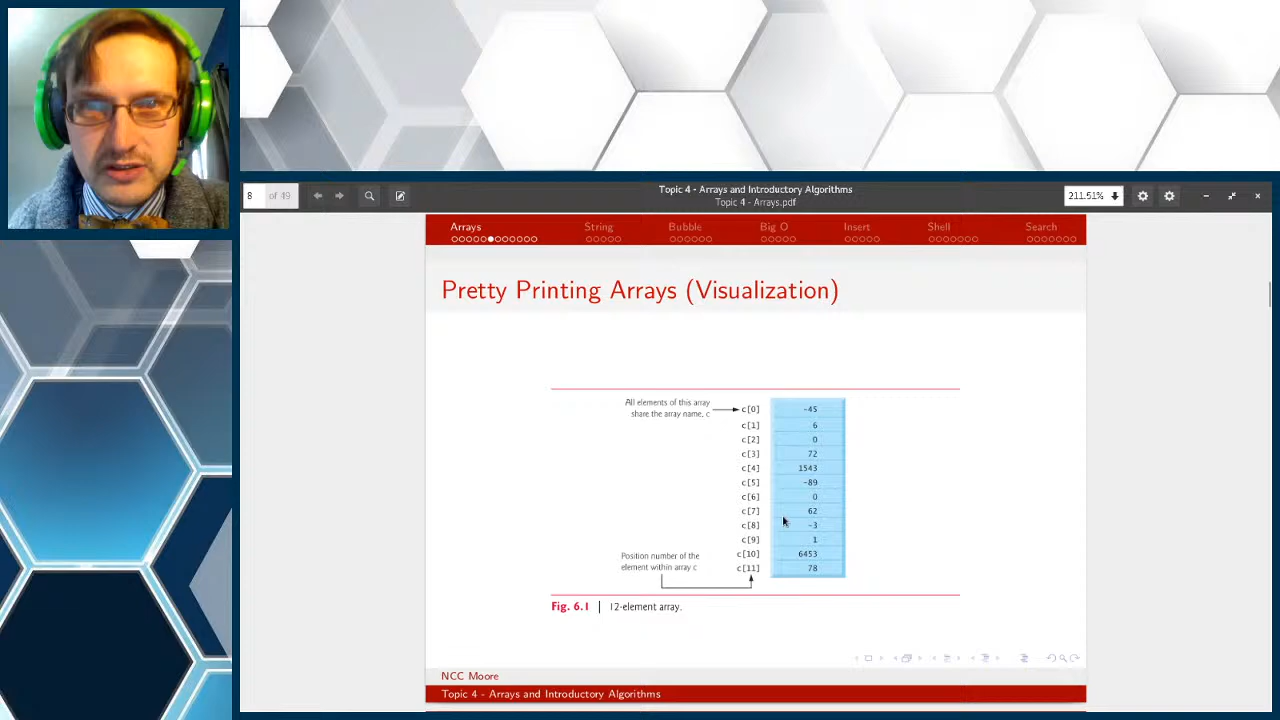 8 of 49
Topic 4 - Arrays and Introductory Algorithms
Topic 4 - Arrays.pdf
211.51%
Arrays String Bubble Big O Insert Shell Search
Pretty Printing Arrays (Visualization)
All elements of this array
share the array name, c
c[0] -45
c[1] 6
c[2] 0
c[3] 72
c[4] 1543
c[5] -89
c[6] 0
c[7] 62
c[8] -3
c[9] 1
c[10] 6453
c[11] 78
Position number of the
element within array c
Fig. 6.1 | 12-element array.
NCC Moore
Topic 4 - Arrays and Introductory Algorithms